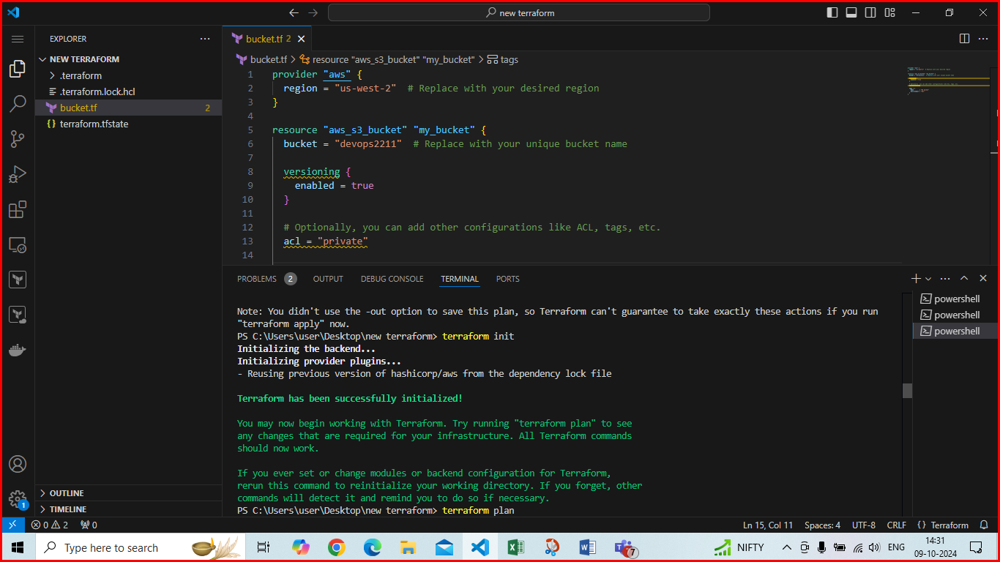 new terraform
EXPLORER
NEW TERRAFORM
.terraform
.terraform.lock.hcl
bucket.tf 2
terraform.tfstate
OUTLINE
TIMELINE
bucket.tf 2
bucket.tf > resource "aws_s3_bucket" "my_bucket" > tags
1 provider "aws" {
2 region = "us-west-2" # Replace with your desired region
3 }
4
5 resource "aws_s3_bucket" "my_bucket" {
6 bucket = "devops2211" # Replace with your unique bucket name
7
8 versioning {
9 enabled = true
10 }
11
12 # Optionally, you can add other configurations like ACL, tags, etc.
13 acl = "private"
14
PROBLEMS 2 OUTPUT DEBUG CONSOLE TERMINAL PORTS
Note: You didn't use the -out option to save this plan, so Terraform can't guarantee to take exactly these actions if you run
"terraform apply" now.
PS C:\Users\user\Desktop\new terraform> terraform init
Initializing the backend...
Initializing provider plugins...
- Reusing previous version of hashicorp/aws from the dependency lock file
Terraform has been successfully initialized!
You may now begin working with Terraform. Try running "terraform plan" to see
any changes that are required for your infrastructure. All Terraform commands
should now work.
If you ever set or change modules or backend configuration for Terraform,
rerun this command to reinitialize your working directory. If you forget, other
commands will detect it and remind you to do so if necessary.
PS C:\Users\user\Desktop\new terraform> terraform plan
powershell
powershell
powershell
1
0 2 0
Ln 15, Col 11 Spaces: 4 UTF-8 CRLF {} Terraform
Type here to search
7
NIFTY
ENG
14:31
09-10-2024